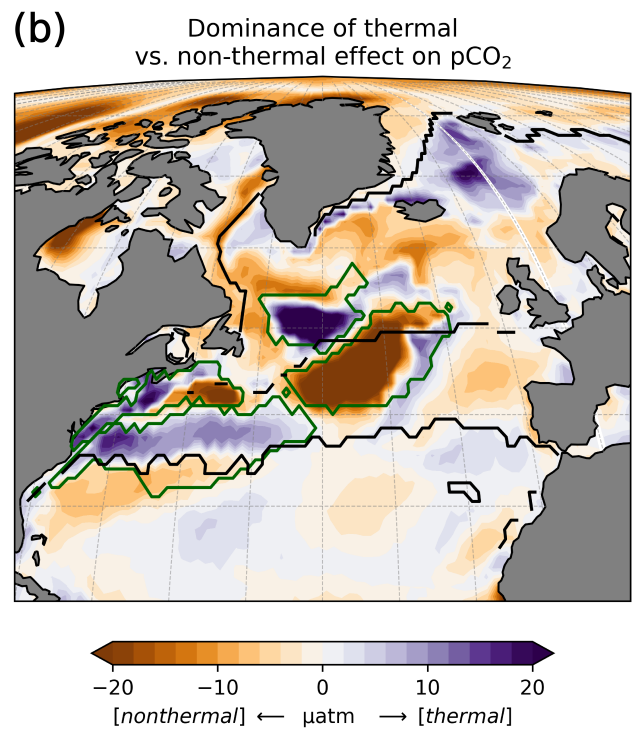 (b)
Dominance of thermal
vs. non-thermal effect on pCO₂
−20 −10 0 10 20
[nonthermal] ⟵ μatm ⟶ [thermal]